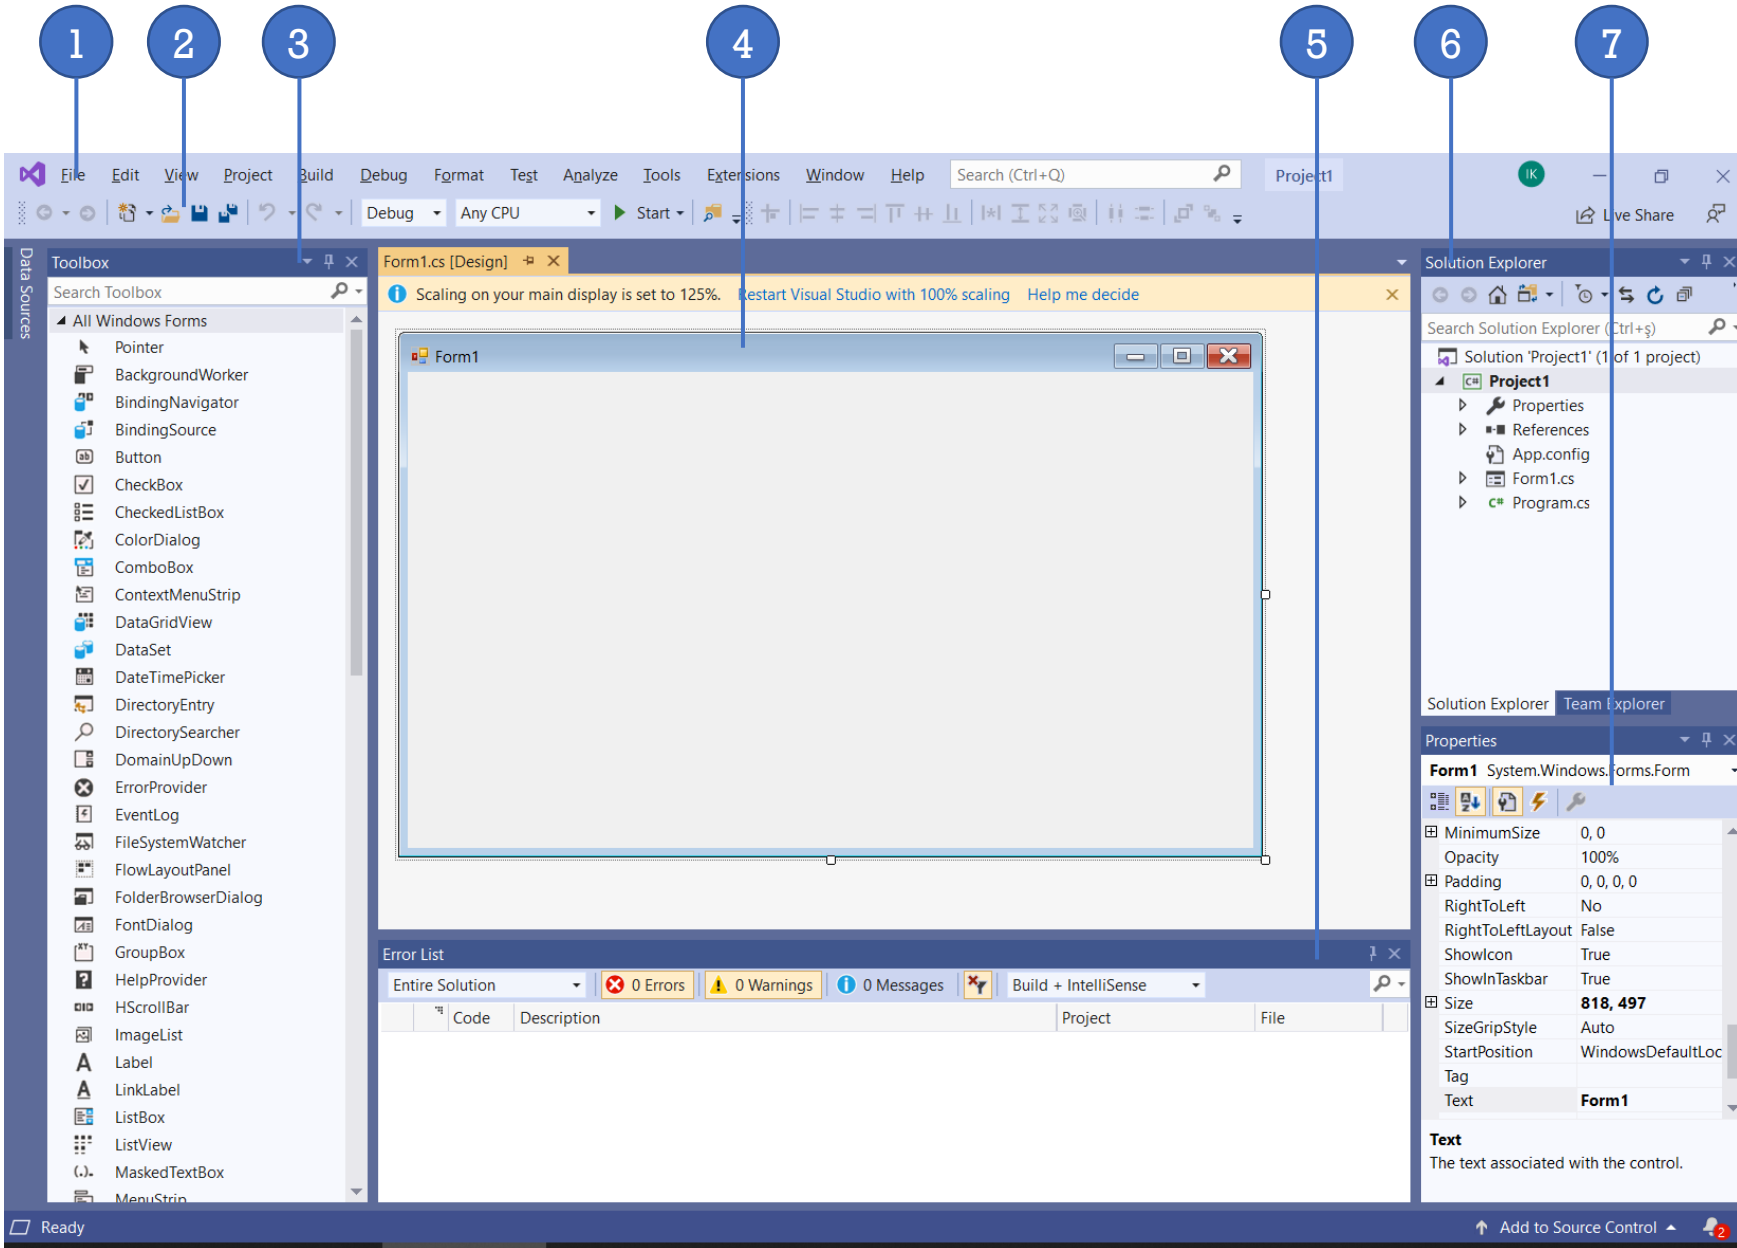 1 2 3 4 5 6 7
File Edit View Project Build Debug Format Test Analyze Tools Extensions Window Help Search (Ctrl+Q) Project1 IK
Debug Any CPU Start Live Share
Data Sources
Toolbox
Search Toolbox
All Windows Forms
Pointer
BackgroundWorker
BindingNavigator
BindingSource
Button
CheckBox
CheckedListBox
ColorDialog
ComboBox
ContextMenuStrip
DataGridView
DataSet
DateTimePicker
DirectoryEntry
DirectorySearcher
DomainUpDown
ErrorProvider
EventLog
FileSystemWatcher
FlowLayoutPanel
FolderBrowserDialog
FontDialog
GroupBox
HelpProvider
HScrollBar
ImageList
Label
LinkLabel
ListBox
ListView
MaskedTextBox
MenuStrip
Form1.cs [Design]
Scaling on your main display is set to 125%. Restart Visual Studio with 100% scaling Help me decide
Form1
Error List
Entire Solution 0 Errors 0 Warnings 0 Messages Build + IntelliSense
Code Description Project File
Solution Explorer
Search Solution Explorer (Ctrl+ş)
Solution 'Project1' (1 of 1 project)
Project1
Properties
References
App.config
Form1.cs
Program.cs
Solution Explorer Team Explorer
Properties
Form1 System.Windows.Forms.Form
MinimumSize 0, 0
Opacity 100%
Padding 0, 0, 0, 0
RightToLeft No
RightToLeftLayout False
ShowIcon True
ShowInTaskbar True
Size 818, 497
SizeGripStyle Auto
StartPosition WindowsDefaultLoc
Tag
Text Form1
Text
The text associated with the control.
Ready Add to Source Control 2